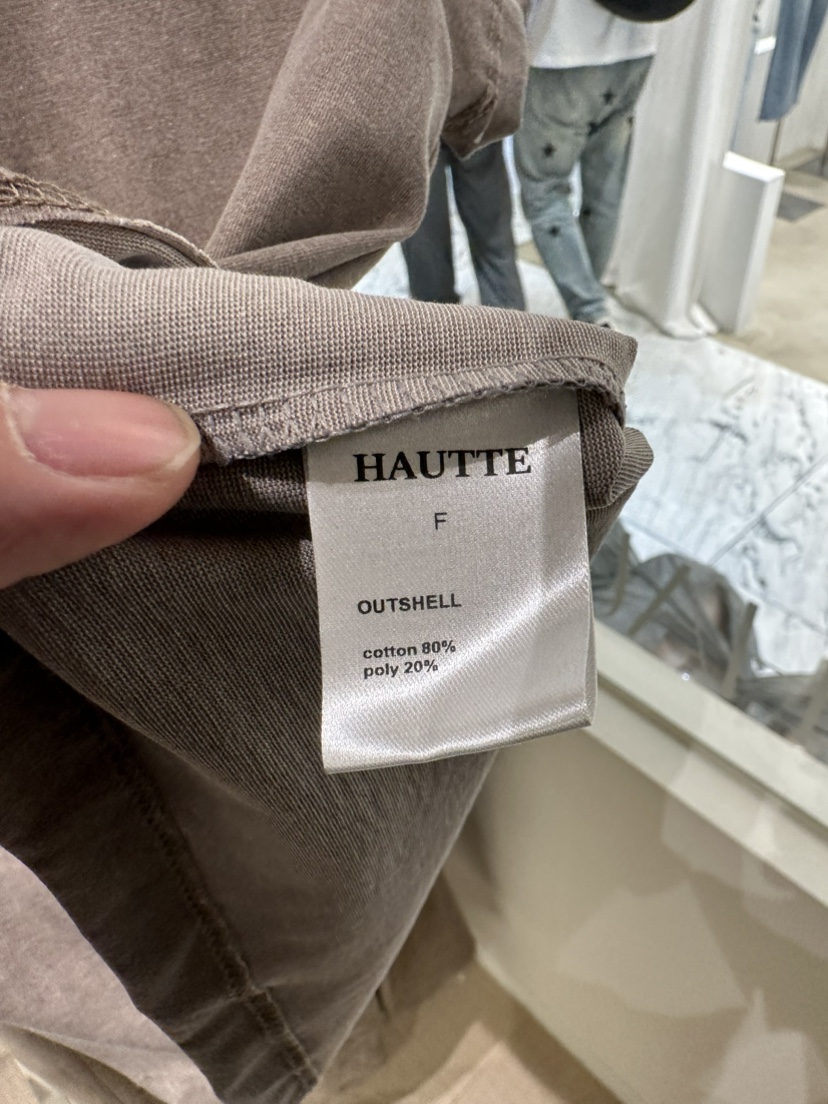 HAUTTE
F
OUTSHELL
cotton 80%
poly 20%